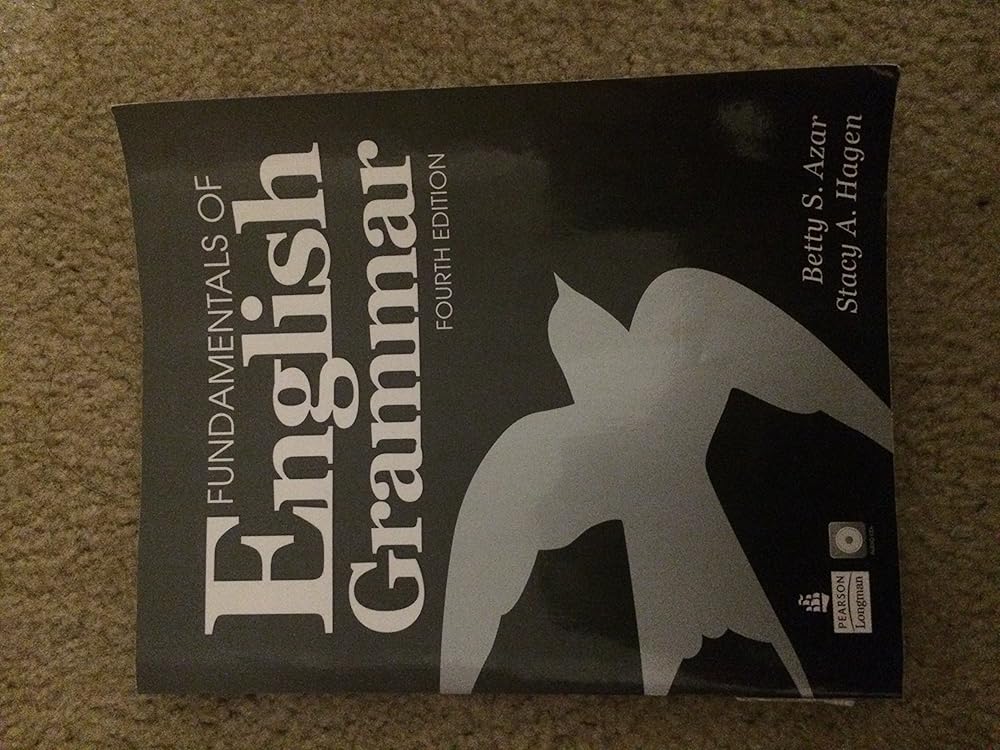 FUNDAMENTALS OF
English
Grammar
FOURTH EDITION
Betty S. Azar
Stacy A. Hagen
PEARSON
Longman